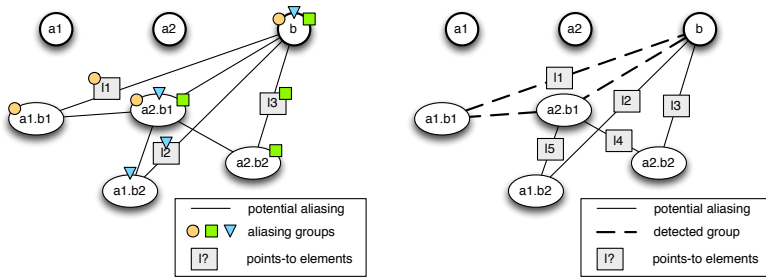 a1
a2
b
l1
a1.b1
a2.b1
l3
l2
a2.b2
a1.b2
potential aliasing
aliasing groups
l?
points-to elements
a1
a2
b
l1
l2
l3
a1.b1
a2.b1
l5
l4
a2.b2
a1.b2
potential aliasing
detected group
l?
points-to elements